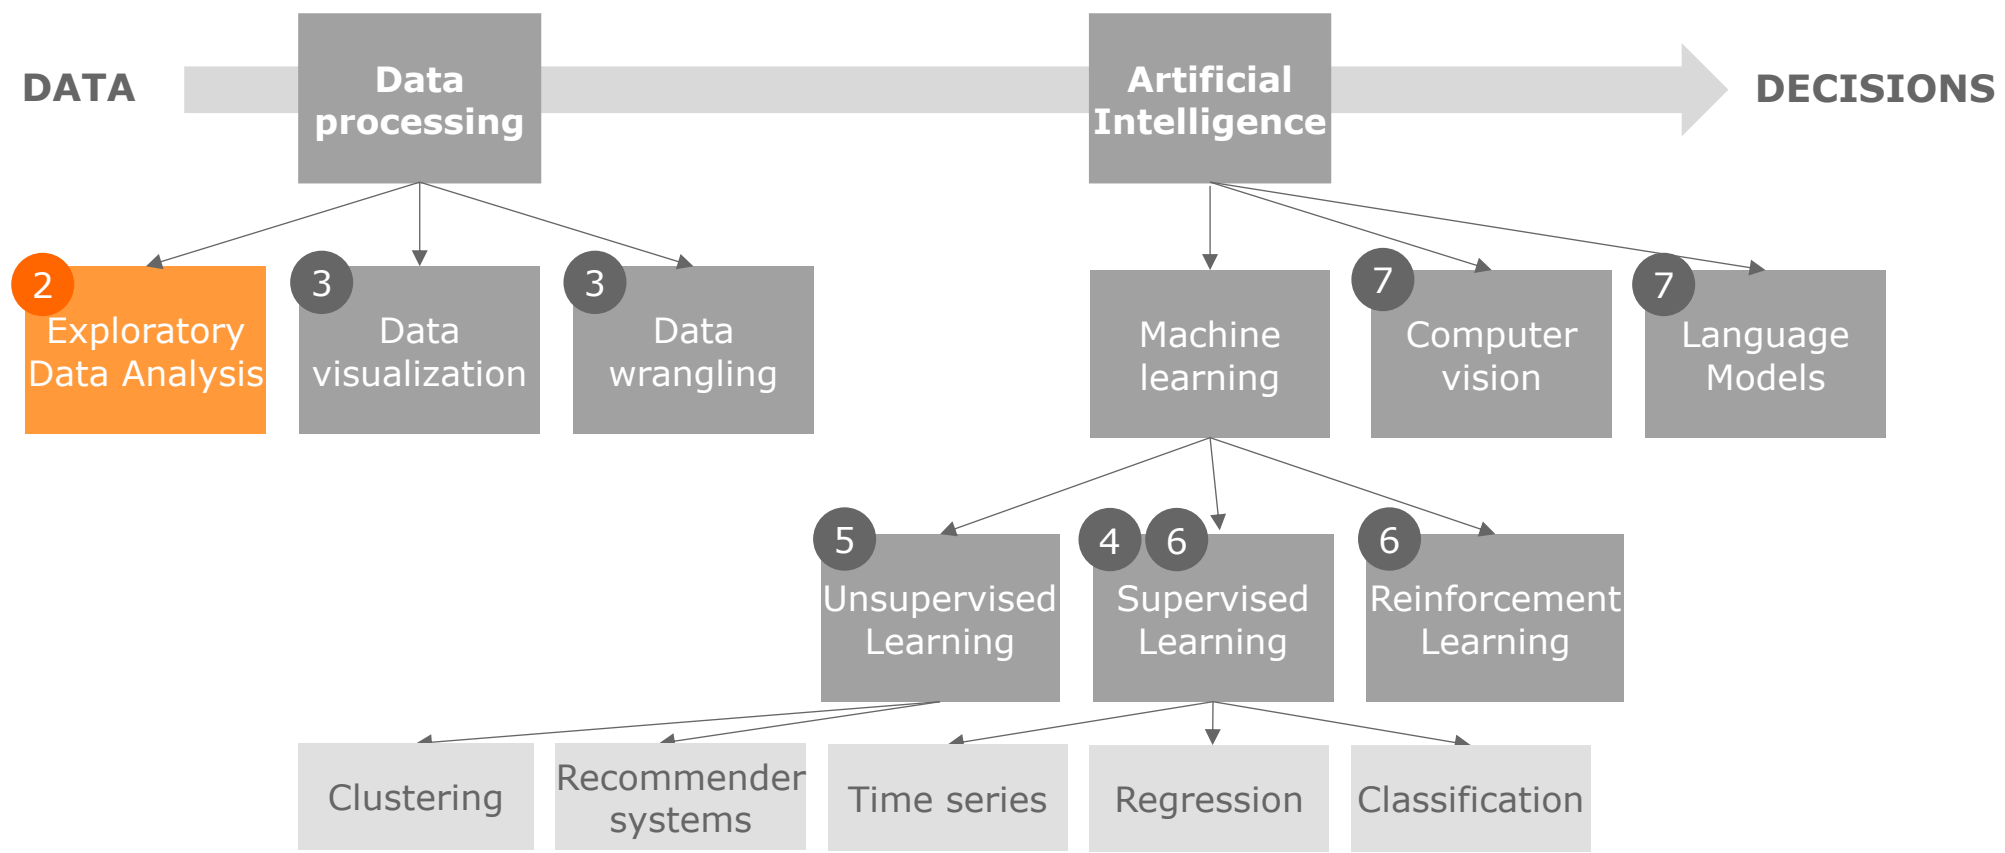 DATA
Data
processing
Artificial
Intelligence
DECISIONS
2
Exploratory
Data Analysis
3
Data
visualization
3
Data
wrangling
Machine
learning
7
Computer
vision
7
Language
Models
5
Unsupervised
Learning
4
6
Supervised
Learning
6
Reinforcement
Learning
Clustering
Recommender
systems
Time series
Regression
Classification